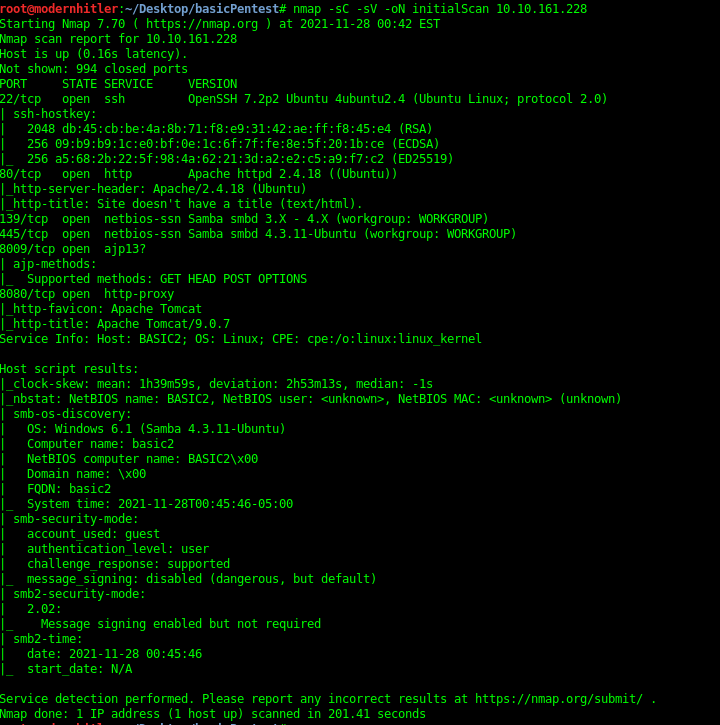 root@modernhitler:~/Desktop/basicPentest# nmap -sC -sV -oN initialScan 10.10.161.228
Starting Nmap 7.70 ( https://nmap.org ) at 2021-11-28 00:42 EST
Nmap scan report for 10.10.161.228
Host is up (0.16s latency).
Not shown: 994 closed ports
PORT     STATE SERVICE     VERSION
22/tcp   open  ssh         OpenSSH 7.2p2 Ubuntu 4ubuntu2.4 (Ubuntu Linux; protocol 2.0)
| ssh-hostkey:
|   2048 db:45:cb:be:4a:8b:71:f8:e9:31:42:ae:ff:f8:45:e4 (RSA)
|   256 09:b9:b9:1c:e0:bf:0e:1c:6f:7f:fe:8e:5f:20:1b:ce (ECDSA)
|_  256 a5:68:2b:22:5f:98:4a:62:21:3d:a2:e2:c5:a9:f7:c2 (ED25519)
80/tcp   open  http        Apache httpd 2.4.18 ((Ubuntu))
|_http-server-header: Apache/2.4.18 (Ubuntu)
|_http-title: Site doesn't have a title (text/html).
139/tcp  open  netbios-ssn Samba smbd 3.X - 4.X (workgroup: WORKGROUP)
445/tcp  open  netbios-ssn Samba smbd 4.3.11-Ubuntu (workgroup: WORKGROUP)
8009/tcp open  ajp13?
| ajp-methods:
|_  Supported methods: GET HEAD POST OPTIONS
8080/tcp open  http-proxy
|_http-favicon: Apache Tomcat
|_http-title: Apache Tomcat/9.0.7
Service Info: Host: BASIC2; OS: Linux; CPE: cpe:/o:linux:linux_kernel

Host script results:
|_clock-skew: mean: 1h39m59s, deviation: 2h53m13s, median: -1s
|_nbstat: NetBIOS name: BASIC2, NetBIOS user: <unknown>, NetBIOS MAC: <unknown> (unknown)
| smb-os-discovery:
|   OS: Windows 6.1 (Samba 4.3.11-Ubuntu)
|   Computer name: basic2
|   NetBIOS computer name: BASIC2\x00
|   Domain name: \x00
|   FQDN: basic2
|_  System time: 2021-11-28T00:45:46-05:00
| smb-security-mode:
|   account_used: guest
|   authentication_level: user
|   challenge_response: supported
|_  message_signing: disabled (dangerous, but default)
| smb2-security-mode:
|   2.02:
|_    Message signing enabled but not required
| smb2-time:
|   date: 2021-11-28 00:45:46
|_  start_date: N/A

Service detection performed. Please report any incorrect results at https://nmap.org/submit/ .
Nmap done: 1 IP address (1 host up) scanned in 201.41 seconds